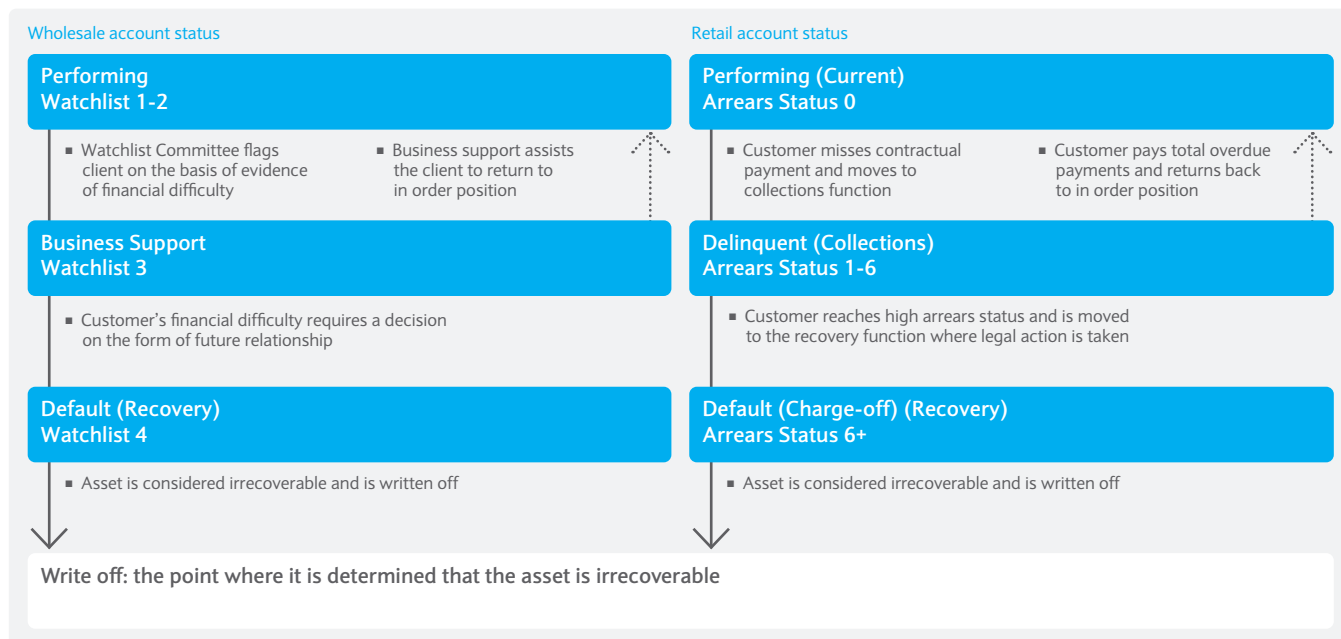 Wholesale account status
Performing
Watchlist 1-2
▪ Watchlist Committee flags
client on the basis of evidence
of financial difficulty
▪ Business support assists
the client to return to
in order position
Business Support
Watchlist 3
▪ Customer’s financial difficulty requires a decision
on the form of future relationship
Default (Recovery)
Watchlist 4
▪ Asset is considered irrecoverable and is written off
Retail account status
Performing (Current)
Arrears Status 0
▪ Customer misses contractual
payment and moves to
collections function
▪ Customer pays total overdue
payments and returns back
to in order position
Delinquent (Collections)
Arrears Status 1-6
▪ Customer reaches high arrears status and is moved
to the recovery function where legal action is taken
Default (Charge-off) (Recovery)
Arrears Status 6+
▪ Asset is considered irrecoverable and is written off
Write off: the point where it is determined that the asset is irrecoverable